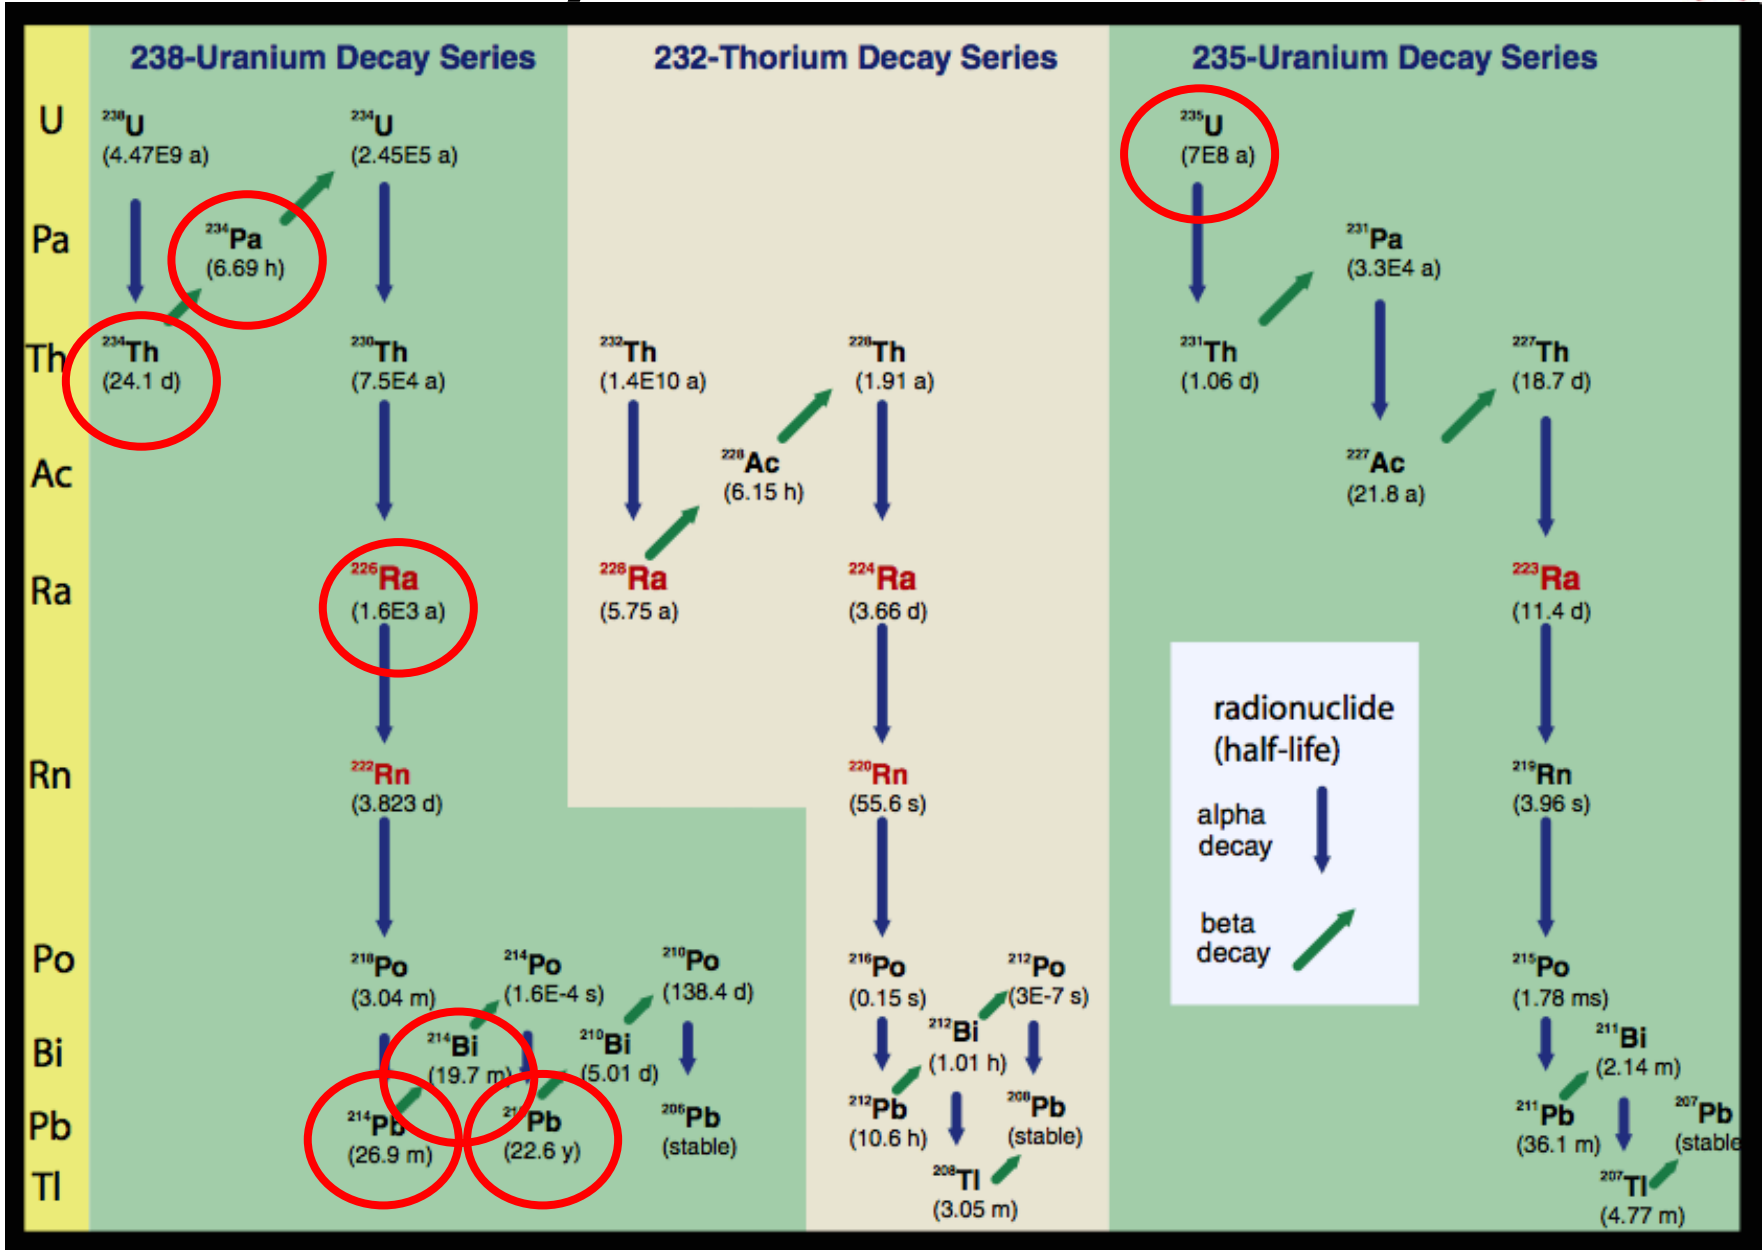 238-Uranium Decay Series
232-Thorium Decay Series
235-Uranium Decay Series
U
Pa
Th
Ac
Ra
Rn
Po
Bi
Pb
Tl
238U
(4.47E9 a)
234U
(2.45E5 a)
234Pa
(6.69 h)
234Th
(24.1 d)
230Th
(7.5E4 a)
226Ra
(1.6E3 a)
222Rn
(3.823 d)
218Po
(3.04 m)
214Po
(1.6E-4 s)
210Po
(138.4 d)
214Bi
(19.7 m)
210Bi
(5.01 d)
214Pb
(26.9 m)
Pb
(22.6 y)
206Pb
(stable)
232Th
(1.4E10 a)
228Th
(1.91 a)
228Ac
(6.15 h)
228Ra
(5.75 a)
224Ra
(3.66 d)
220Rn
(55.6 s)
216Po
(0.15 s)
212Po
(3E-7 s)
212Bi
(1.01 h)
212Pb
(10.6 h)
208Pb
(stable)
208Tl
(3.05 m)
235U
(7E8 a)
231Pa
(3.3E4 a)
231Th
(1.06 d)
227Th
(18.7 d)
227Ac
(21.8 a)
223Ra
(11.4 d)
219Rn
(3.96 s)
215Po
(1.78 ms)
211Bi
(2.14 m)
211Pb
(36.1 m)
207Pb
(stable
207Tl
(4.77 m)
radionuclide
(half-life)
alpha
decay
beta
decay